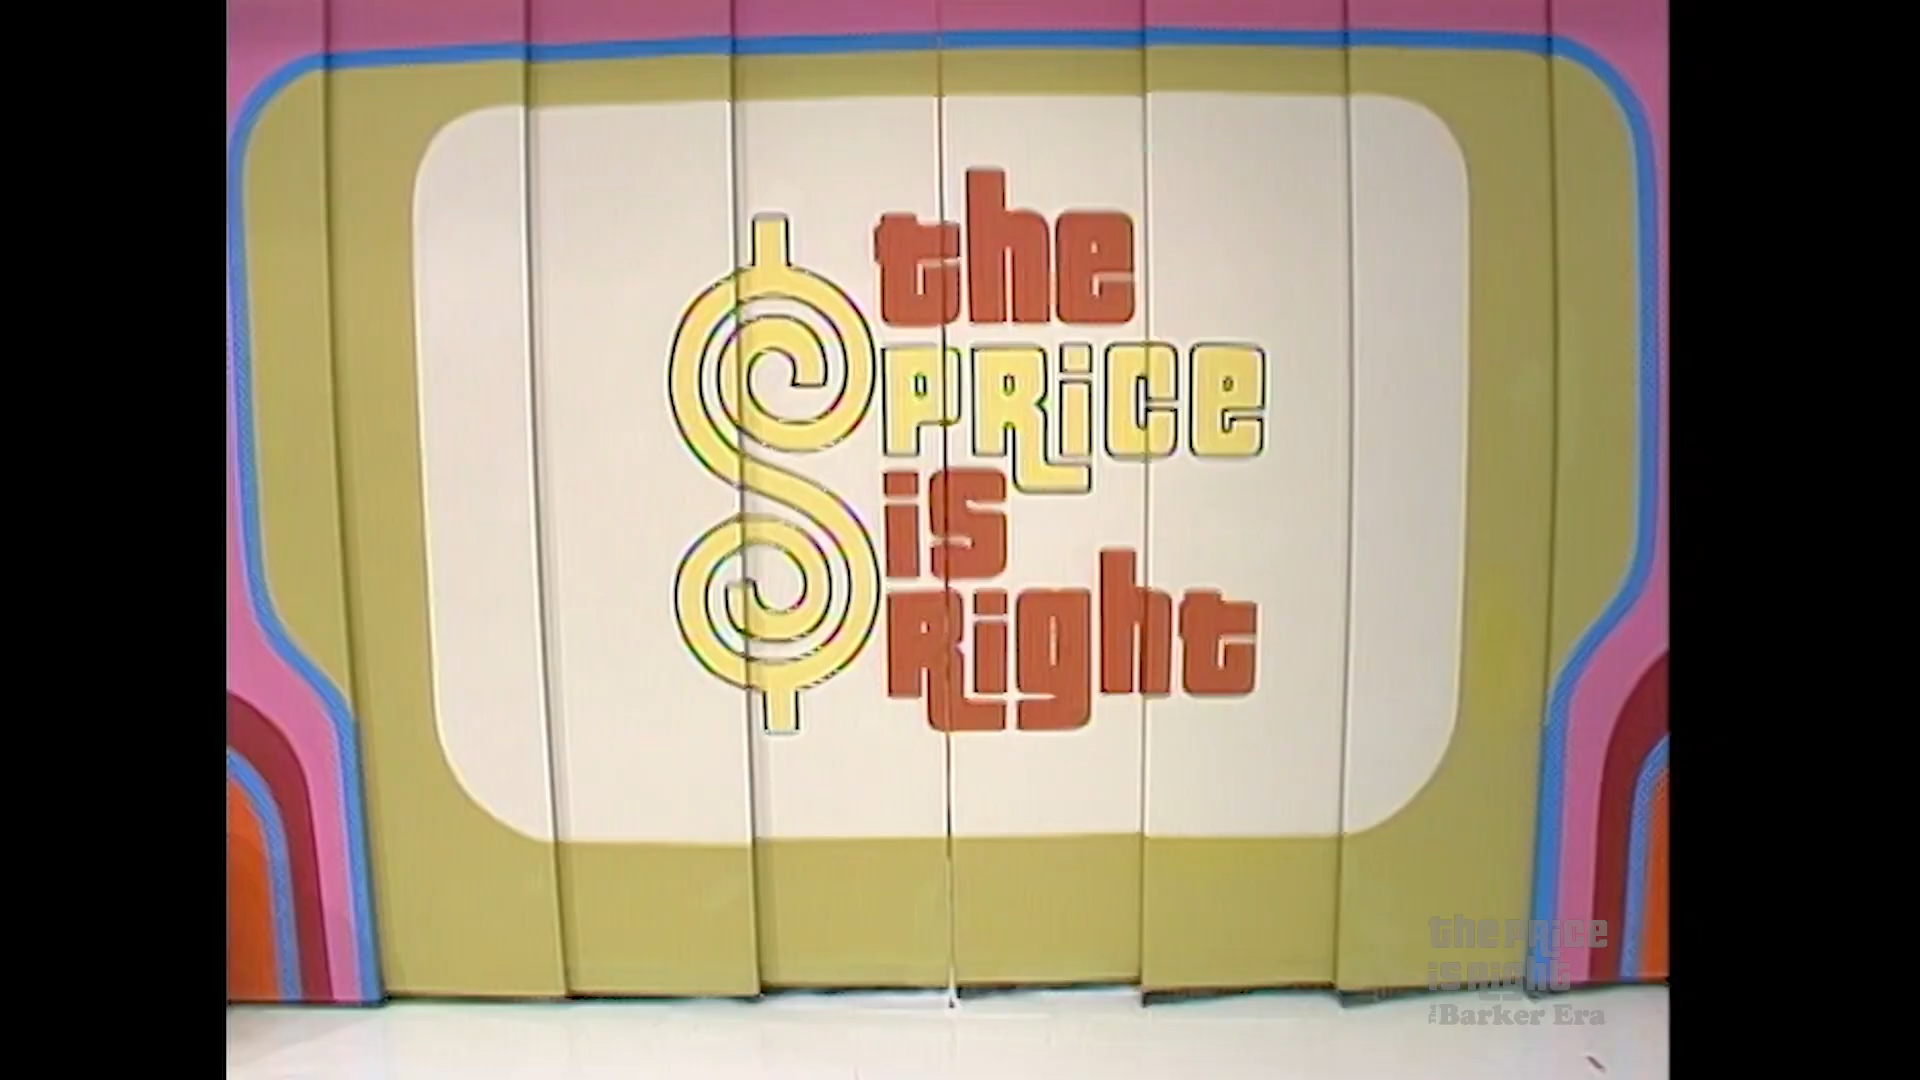 the
PRiCE
is
Right
the PRiCE
is Right
The Barker Era